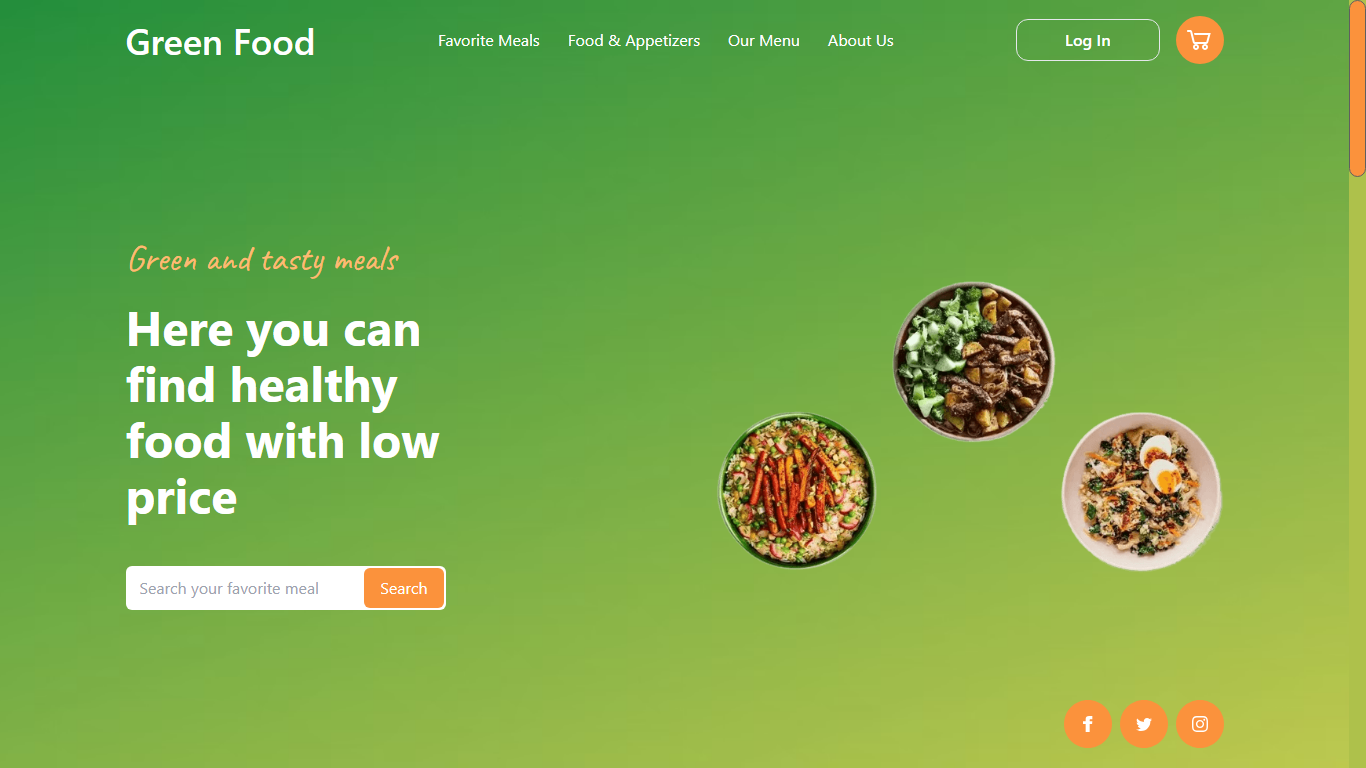 Green Food
Favorite Meals
Food & Appetizers
Our Menu
About Us
Log In
Green and tasty meals
Here you can
find healthy
food with low
price
Search your favorite meal
Search